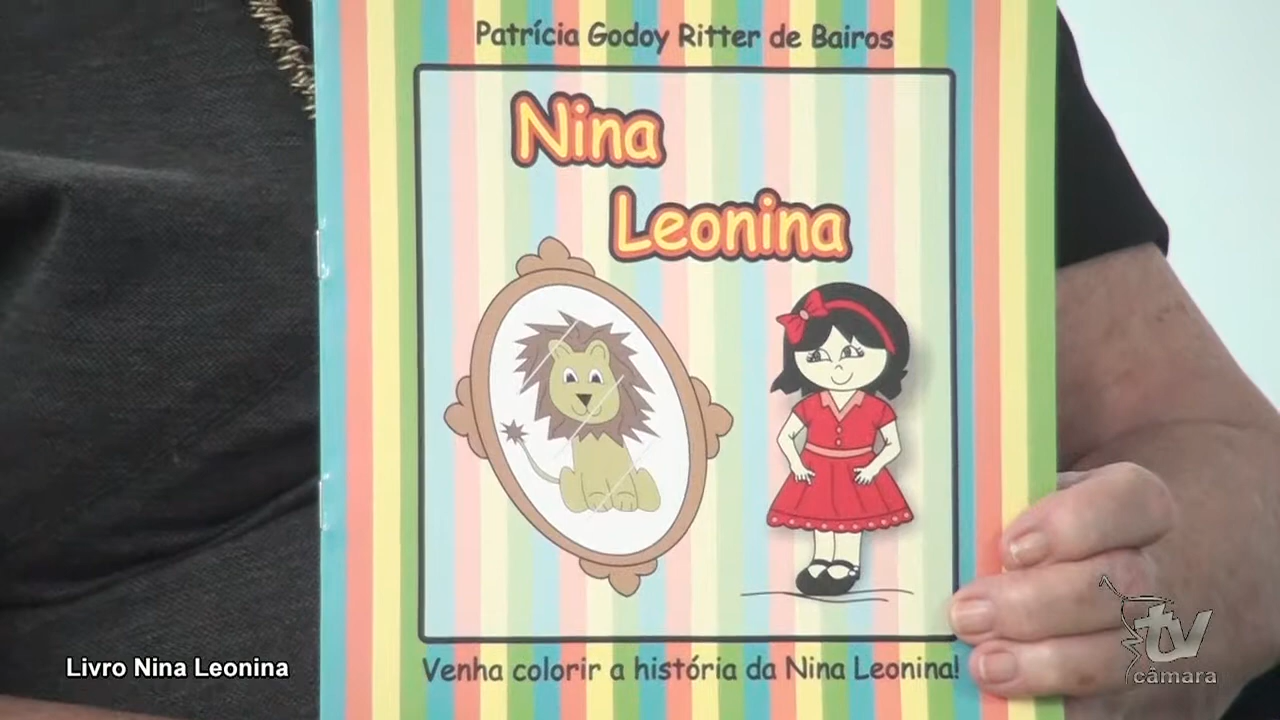 Patrícia Godoy Ritter de Bairos
Nina
Leonina
Venha colorir a história da Nina Leonina!
Livro Nina Leonina
tv
câmara